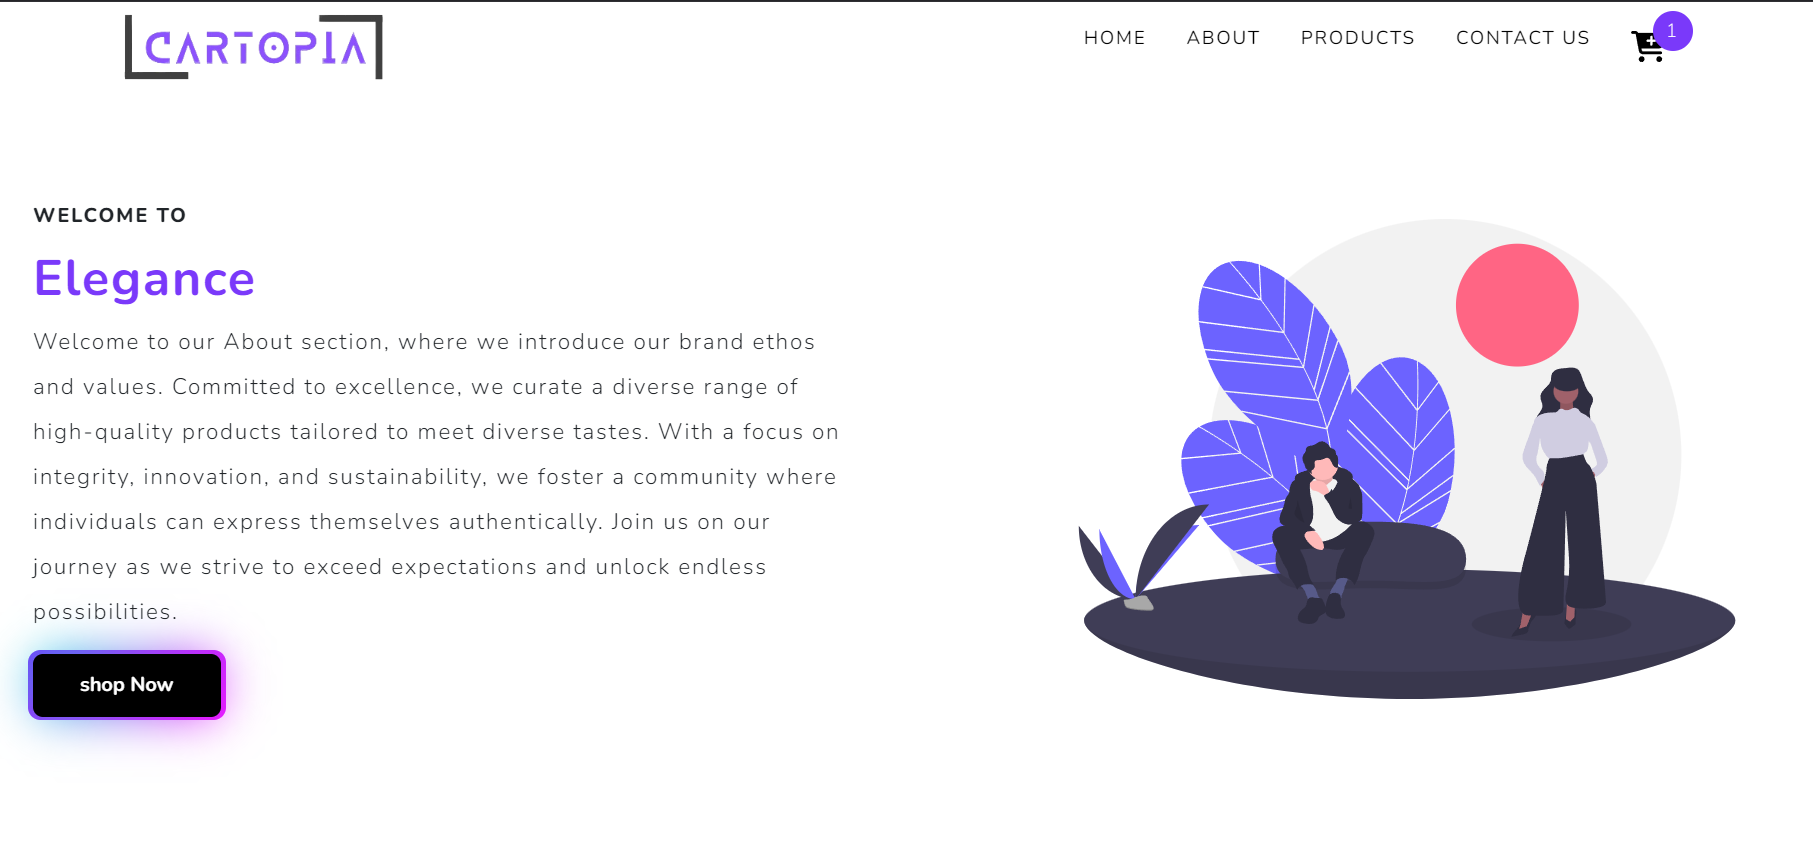 CARTOPIA
HOME ABOUT PRODUCTS CONTACT US 1
WELCOME TO
Elegance
Welcome to our About section, where we introduce our brand ethos
and values. Committed to excellence, we curate a diverse range of
high-quality products tailored to meet diverse tastes. With a focus on
integrity, innovation, and sustainability, we foster a community where
individuals can express themselves authentically. Join us on our
journey as we strive to exceed expectations and unlock endless
possibilities.
shop Now